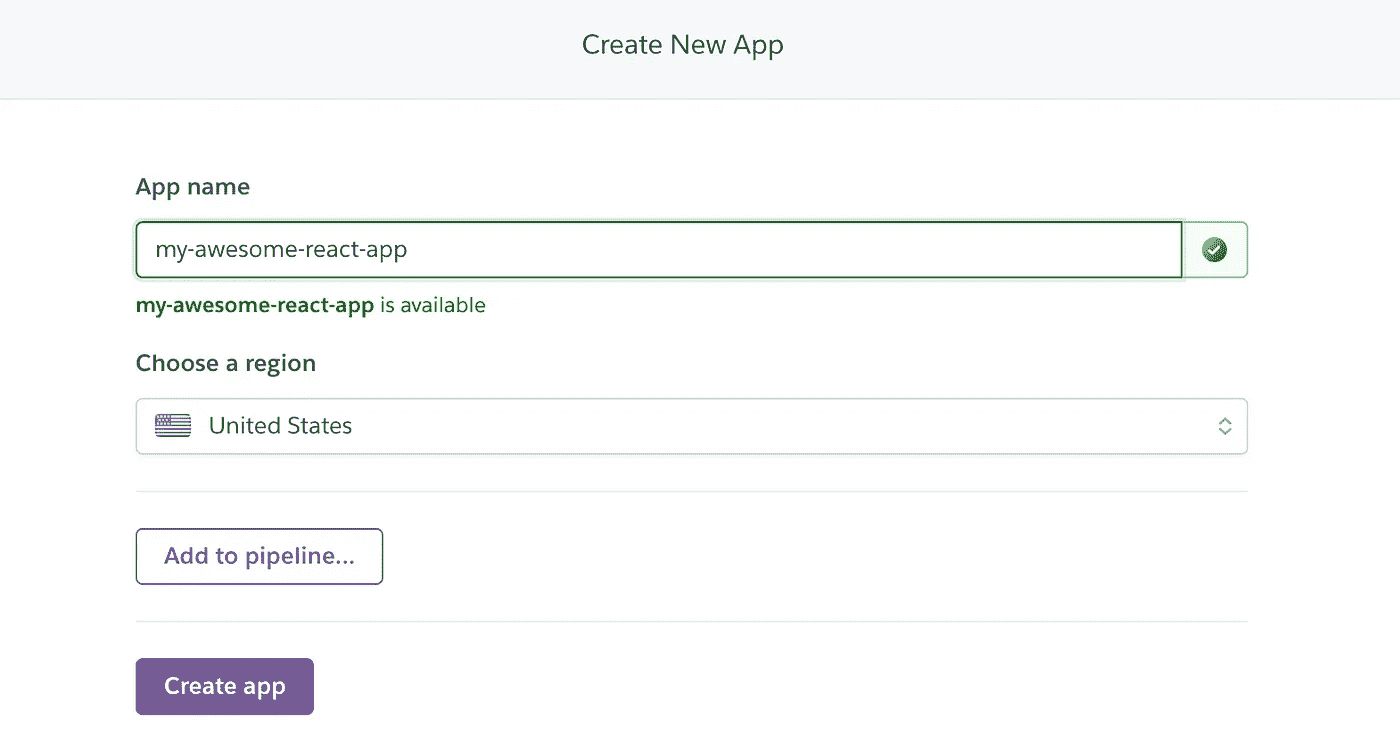 Create New App
App name
my-awesome-react-app
my-awesome-react-app is available
Choose a region
United States
Add to pipeline...
Create app